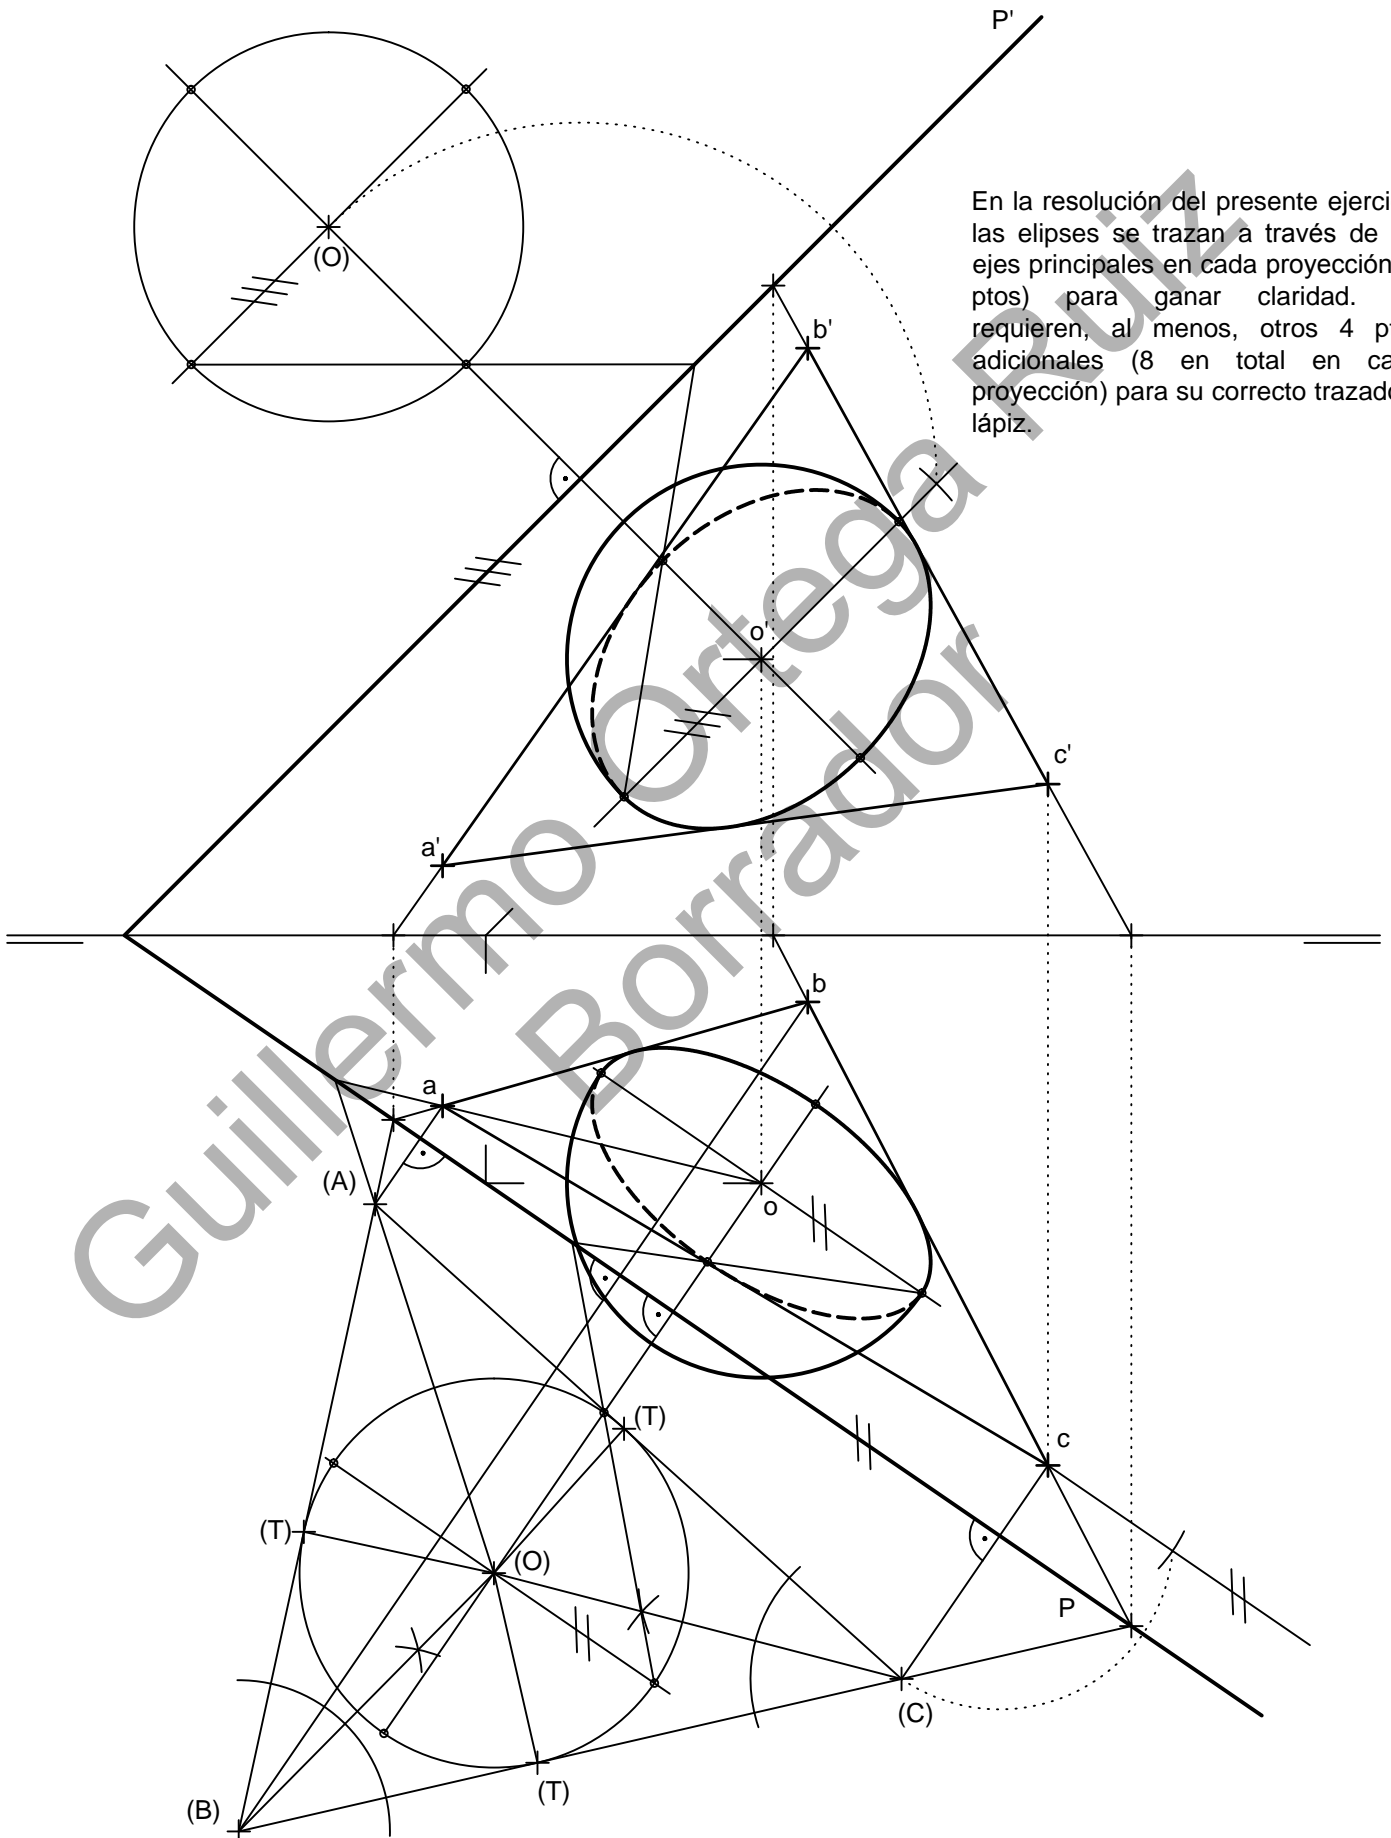 P'
(O)
En la resolución del presente ejerci
las elipses se trazan a través de
ejes principales en cada proyección
ptos) para ganar claridad.
requieren, al menos, otros 4 pt
adicionales (8 en total en ca
proyección) para su correcto trazado
lápiz.
b'
o'
c'
a'
b
a
(A)
o
(T)
c
(T)
(O)
P
(C)
(T)
(B)
Guillermo Ortega Ruiz
Borrador